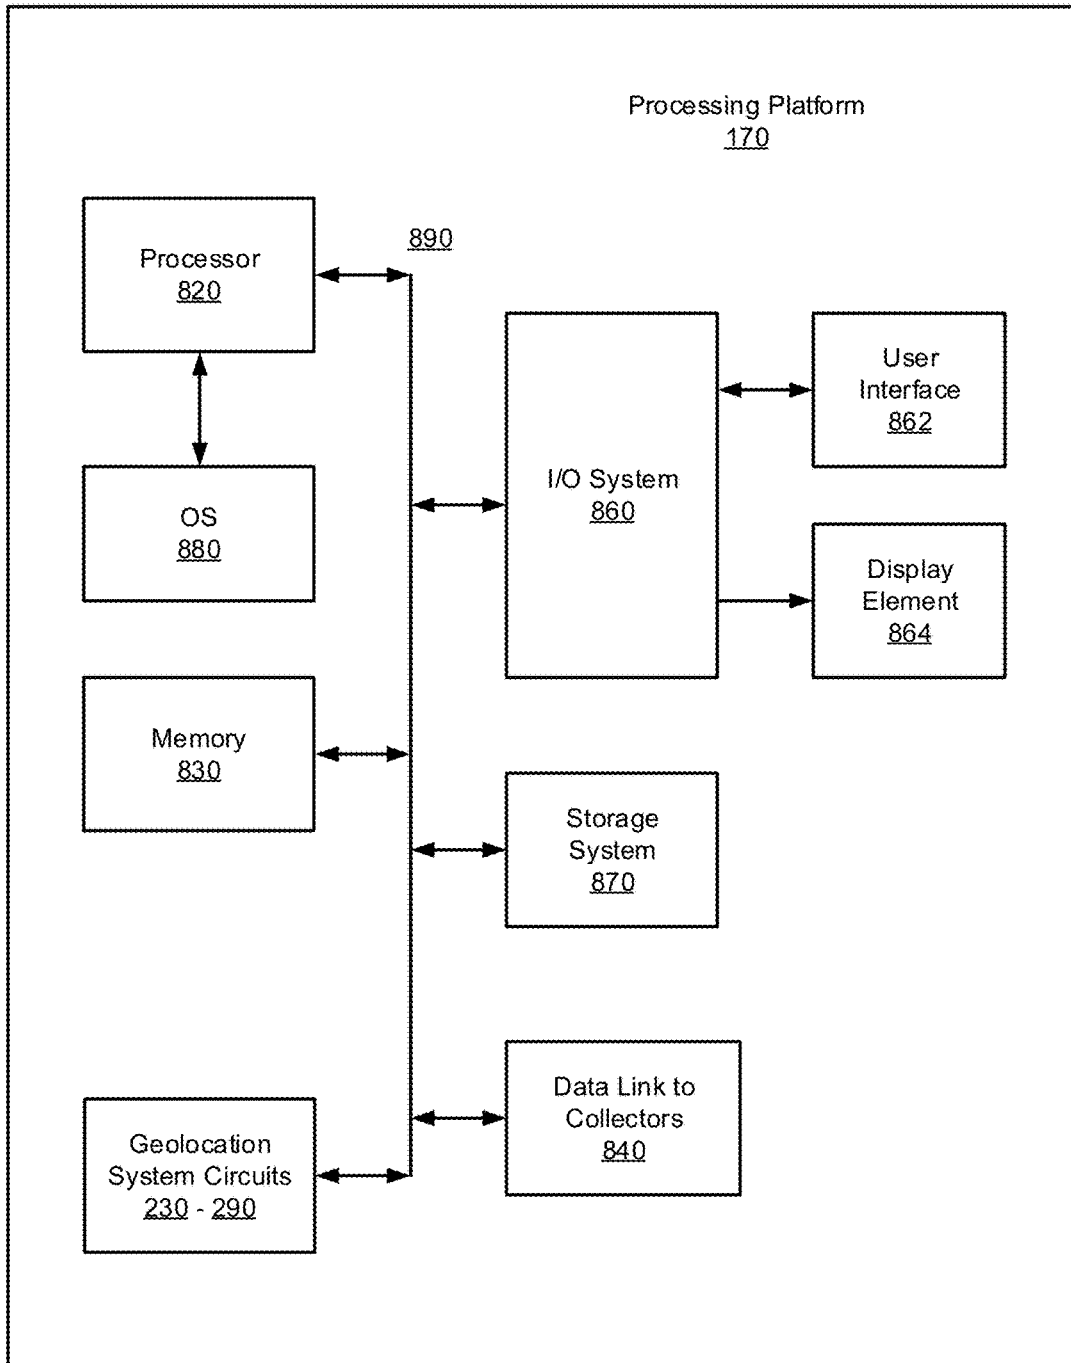 Processing Platform
170
Processor
820
890
User
Interface
862
I/O System
860
OS
880
Display
Element
864
Memory
830
Storage
System
870
Data Link to
Collectors
840
Geolocation
System Circuits
230 - 290